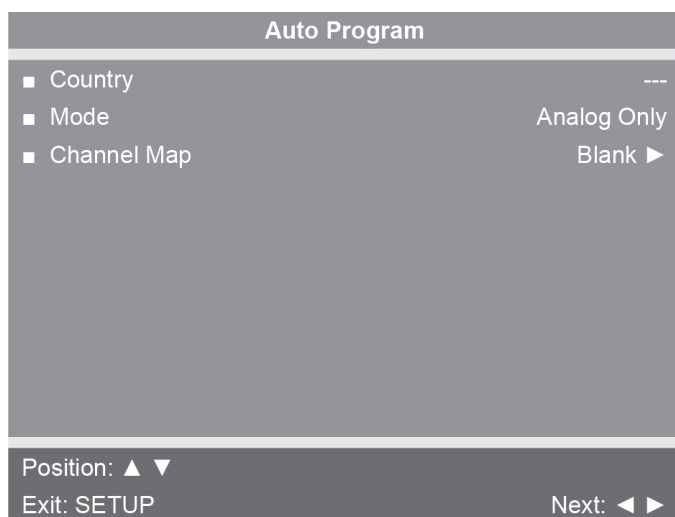 Auto Program
■ Country ---
■ Mode Analog Only
■ Channel Map Blank ►
Position: ▲ ▼
Exit: SETUP Next: ◄ ►